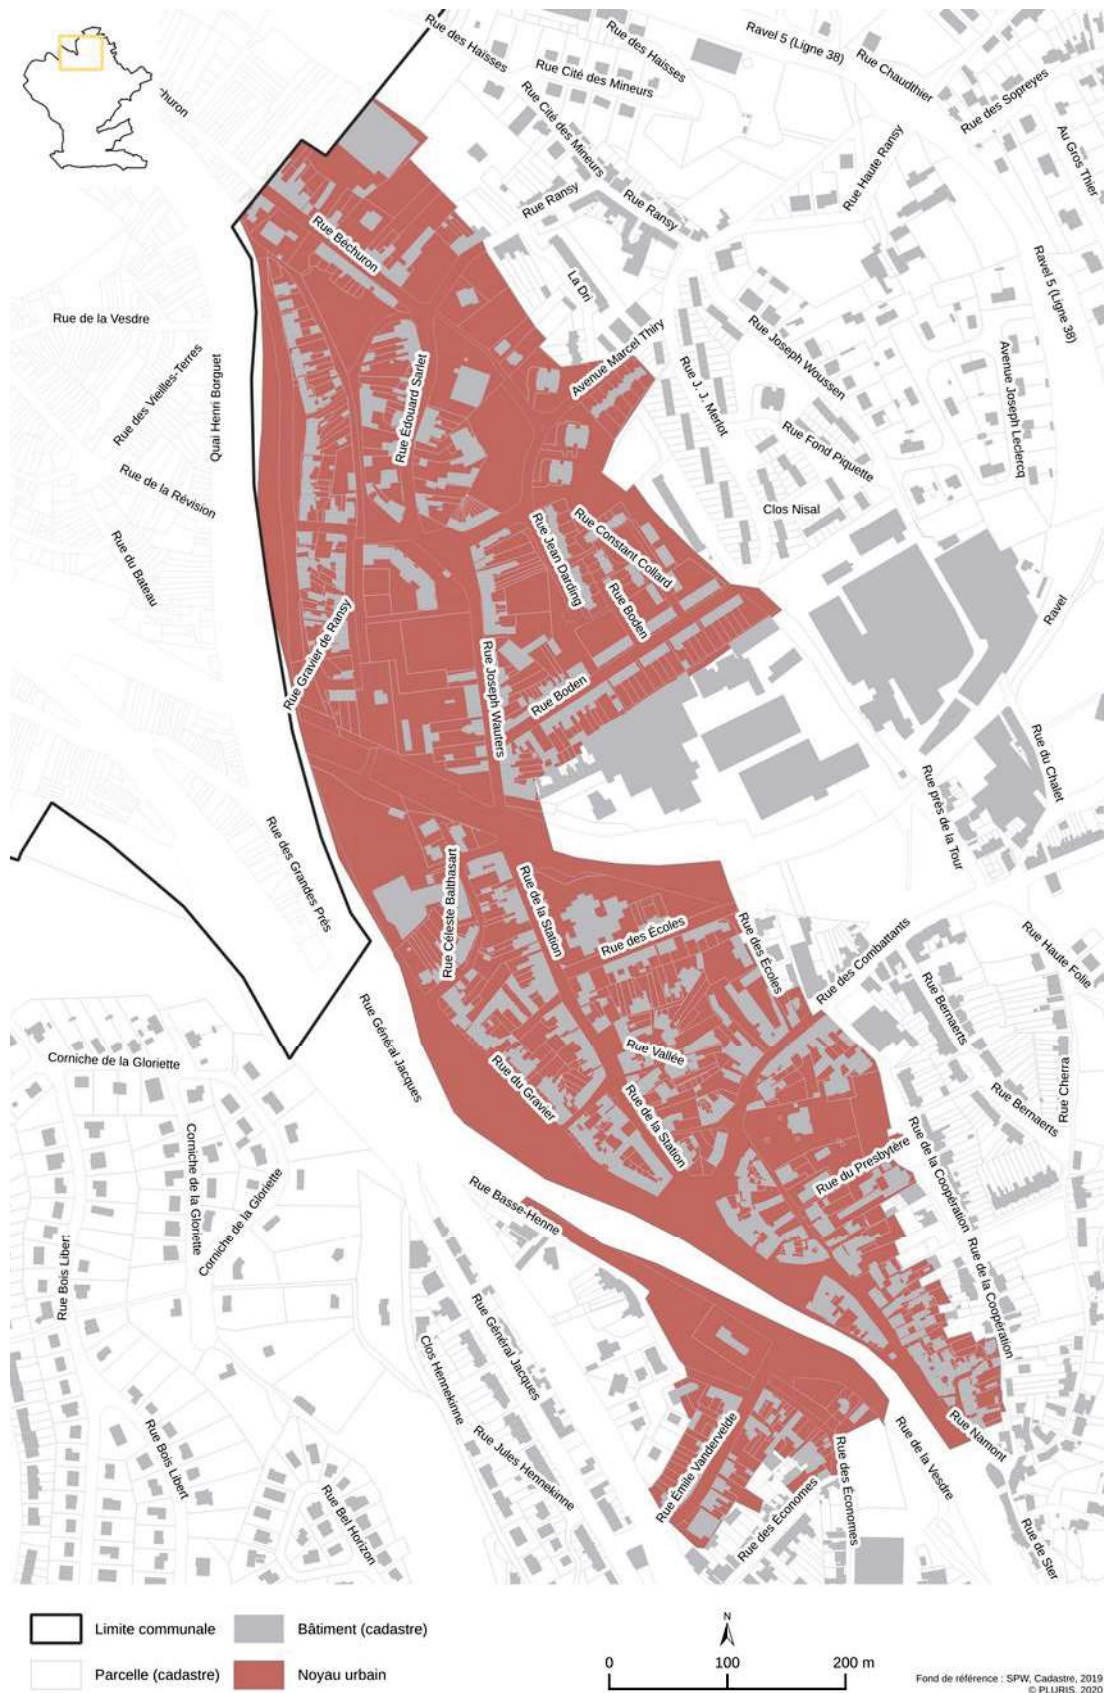 Rue des Haïsses
Rue des Haïsses
Ravel 5 (Ligne 38)
Rue Chaudthier
Rue Cité des Mineurs
Rue des Sopreyes
Rue Cité des Mineurs
Au Gros Thier
Rue Haute Ransy
Rue Ransy
Rue Ransy
Rue Béchuron
La Dri
Ravel 5 (Ligne 38)
Rue de la Vesdre
Avenue Marcel Thiry
Rue Joseph Woussen
Rue des Vieilles-Terres
Quai Henri Borguet
Rue Édouard Sarlet
Rue J. J. Merlot
Avenue Joseph Leclercq
Rue Fond Piquette
Rue de la Révision
Clos Nisal
Rue Constant Collard
Rue Jean Darding
Rue du Bateau
Rue Boden
Ravel
Rue Gravier de Ransy
Rue Joseph Wauters
Rue Boden
Rue du Chalet
Rue près de la Tour
Rue des Grandes Prés
Rue Céleste Balthasart
Rue de la Station
Rue des Écoles
Rue des Écoles
Rue des Combattants
Rue Haute Folie
Rue Bernaerts
Rue Général Jacques
Corniche de la Gloriette
Rue Vallée
Rue du Gravier
Rue de la Station
Rue Bernaerts
Rue Cherra
Corniche de la Gloriette
Rue du Presbytère
Rue de la Coopération
Corniche de la Gloriette
Rue Basse-Henne
Rue Bois Libert
Rue de la Coopération
Rue Général Jacques
Clos Hennekinne
Rue Bois Libert
Rue Jules Hennekinne
Rue Émile Vandervelde
Rue des Économes
Rue des Économes
Rue de la Vesdre
Rue Namont
Rue Bel Horizon
Rue de Ster
Limite communale
Bâtiment (cadastre)
Parcelle (cadastre)
Noyau urbain
N
0 100 200 m
Fond de référence : SPW, Cadastre, 2019
© PLURIS, 2020